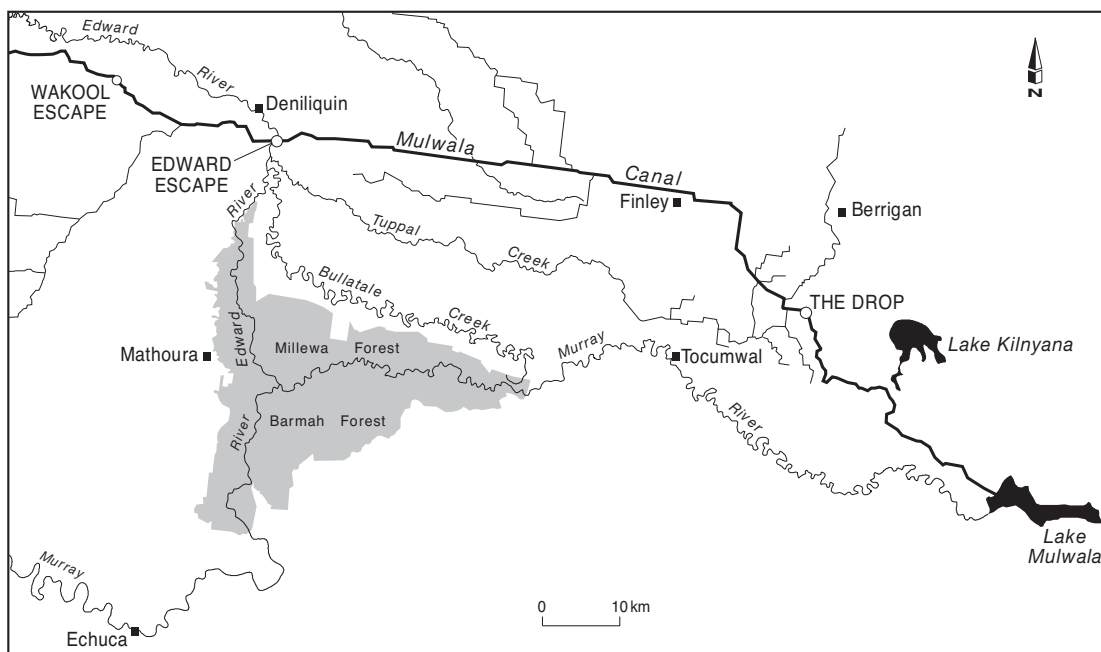 Edward
River
WAKOOL
ESCAPE
Deniliquin
EDWARD
ESCAPE
Mulwala
Canal
N
River
Finley
Berrigan
Tuppal
Creek
Bullatale
Creek
THE DROP
Lake Kilnyana
Mathoura
Edward
Millewa Forest
Murray
Tocumwal
River
Barmah Forest
River
Lake
Mulwala
Murray
0 10 km
Echuca